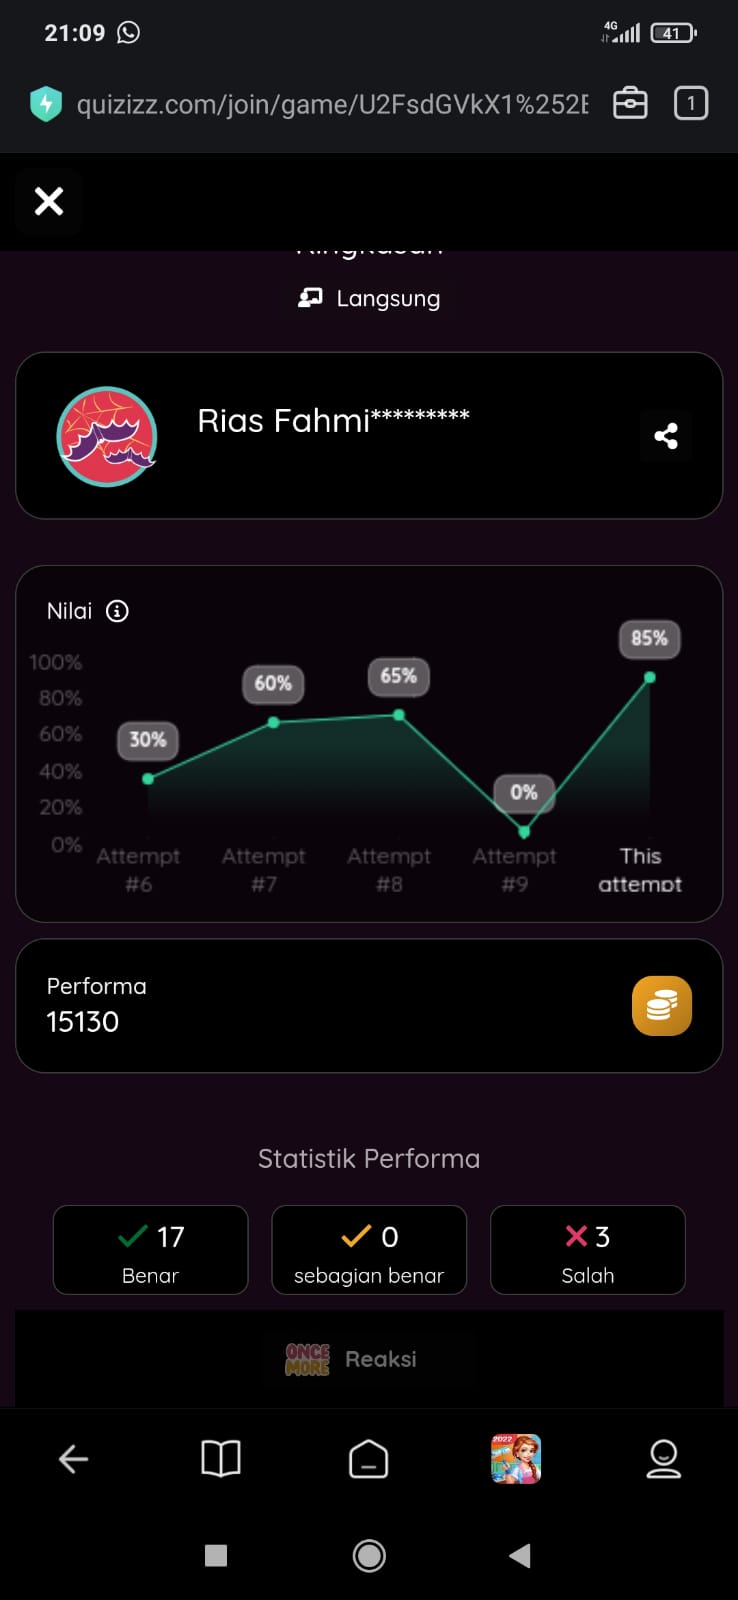 21:09
4G
41
quizizz.com/join/game/U2FsdGVkX1%252E
1
Ringkasan
Langsung
Rias Fahmi*********
Nilai
100%
80%
60%
40%
20%
0%
30%
60%
65%
0%
85%
Attempt #6
Attempt #7
Attempt #8
Attempt #9
This attempt
Performa
15130
Statistik Performa
17
Benar
0
sebagian benar
3
Salah
ONCE MORE
Reaksi
2022